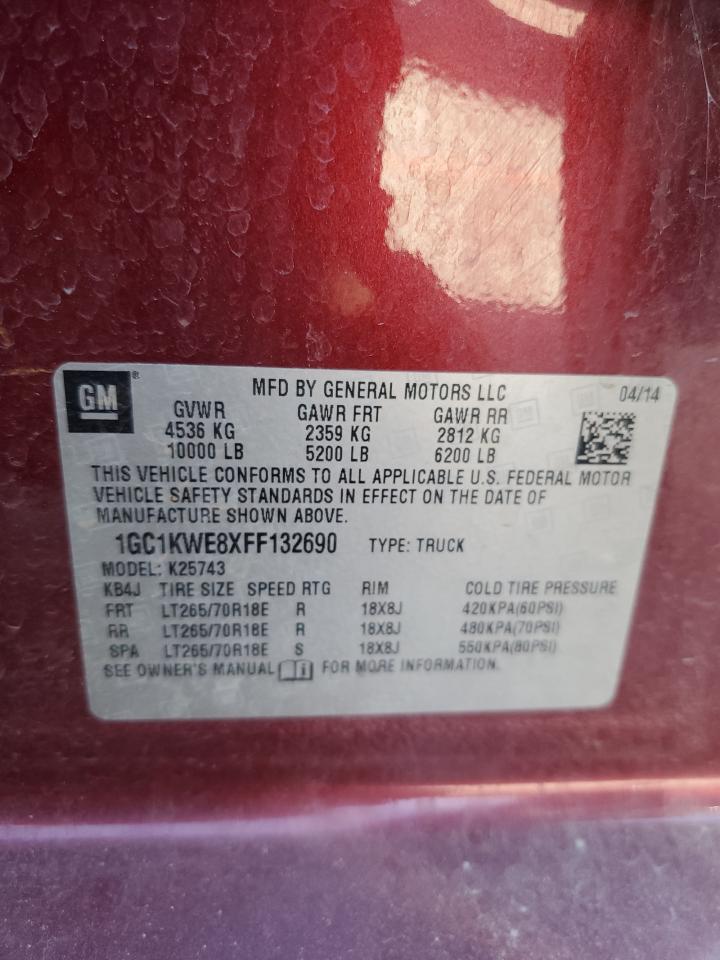 GM®
MFD BY GENERAL MOTORS LLC 04/14
GVWR GAWR FRT GAWR RR
4536 KG 2359 KG 2812 KG
10000 LB 5200 LB 6200 LB
THIS VEHICLE CONFORMS TO ALL APPLICABLE U.S. FEDERAL MOTOR
VEHICLE SAFETY STANDARDS IN EFFECT ON THE DATE OF
MANUFACTURE SHOWN ABOVE.
1GC1KWE8XFF132690 TYPE: TRUCK
MODEL: K25743
KB4J TIRE SIZE SPEED RTG RIM COLD TIRE PRESSURE
FRT LT265/70R18E R 18X8J 420KPA(60PSI)
RR LT265/70R18E R 18X8J 480KPA(70PSI)
SPA LT265/70R18E S 18X8J 550KPA(80PSI)
SEE OWNER'S MANUAL FOR MORE INFORMATION.